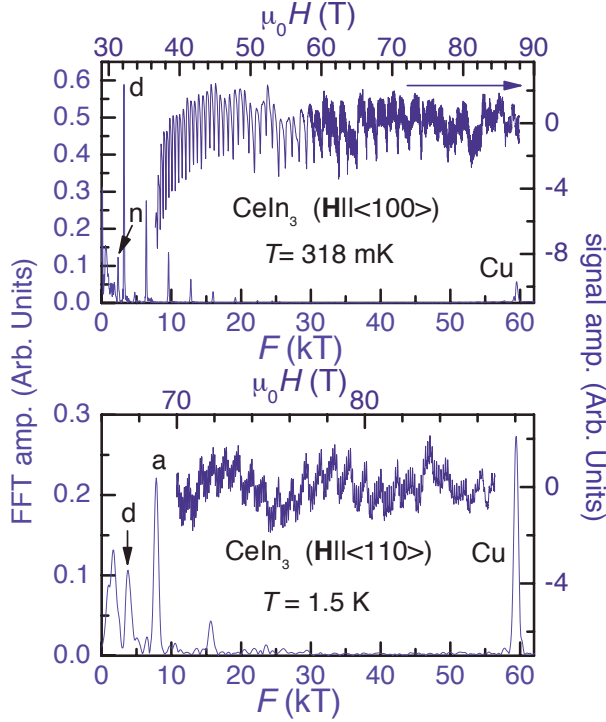 μ₀H (T)
30 40 50 60 70 80 90
0.6
0.5
0.4
0.3
0.2
0.1
0.0
d
n
CeIn₃ (H||<100>)
T= 318 mK
Cu
0
-4
-8
0 10 20 30 40 50 60
F (kT)
FFT amp. (Arb. Units)
signal amp. (Arb. Units)
μ₀H (T)
70 80
0.3
0.2
0.1
0.0
a
d
CeIn₃ (H||<110>)
T = 1.5 K
Cu
0
-4
0 10 20 30 40 50 60
F (kT)